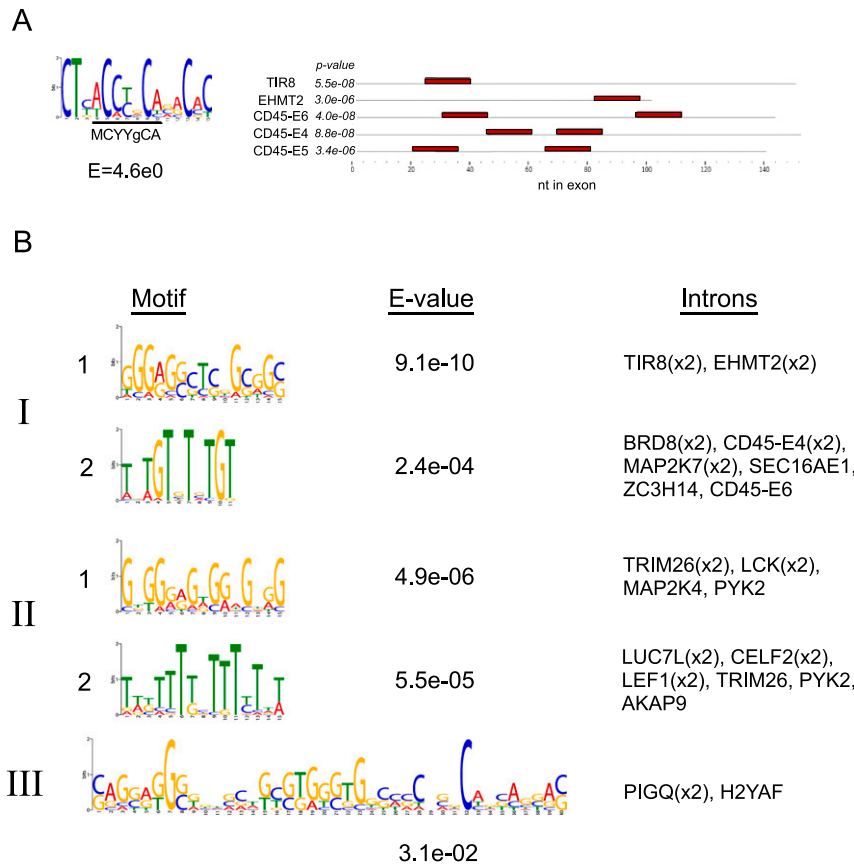 A
p-value
TIR8 5.5e-08
EHMT2 3.0e-06
CD45-E6 4.0e-08
CD45-E4 8.8e-08
CD45-E5 3.4e-06
0 20 40 60 80 100 120 140
nt in exon
MCYYgCA
E=4.6e0
B
Motif E-value Introns
I
1 9.1e-10 TIR8(x2), EHMT2(x2)
2 2.4e-04 BRD8(x2), CD45-E4(x2),
MAP2K7(x2), SEC16AE1,
ZC3H14, CD45-E6
II
1 4.9e-06 TRIM26(x2), LCK(x2),
MAP2K4, PYK2
2 5.5e-05 LUC7L(x2), CELF2(x2),
LEF1(x2), TRIM26, PYK2,
AKAP9
III PIGQ(x2), H2YAF
3.1e-02